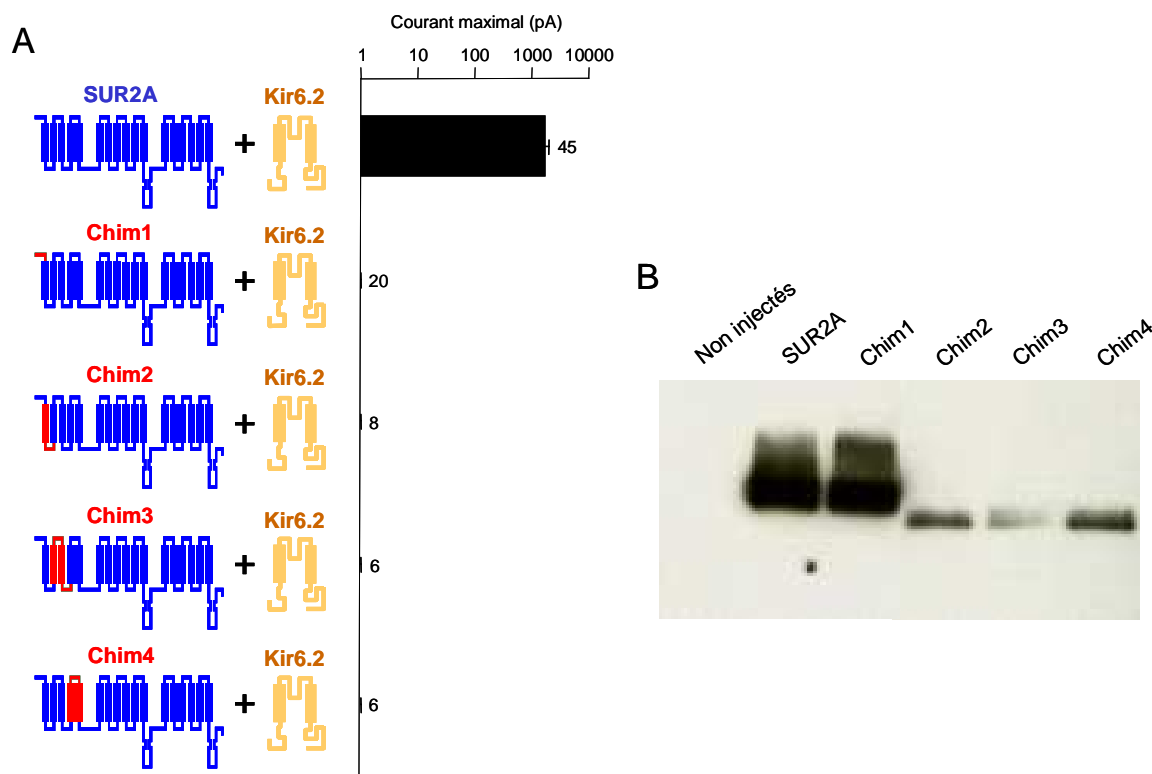 A
Courant maximal (pA)
1 10 100 1000 10000
SUR2A Kir6.2
+ 45
Chim1 Kir6.2
+ 20
Chim2 Kir6.2
+ 8
Chim3 Kir6.2
+ 6
Chim4 Kir6.2
+ 6
B
Non injectés
SUR2A
Chim1
Chim2
Chim3
Chim4